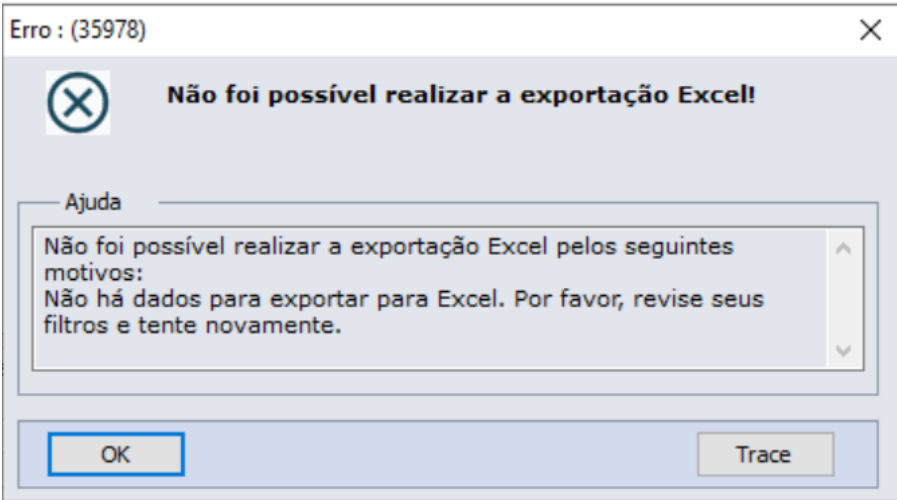 Erro : (35978)
Não foi possível realizar a exportação Excel!
Ajuda
Não foi possível realizar a exportação Excel pelos seguintes
motivos:
Não há dados para exportar para Excel. Por favor, revise seus
filtros e tente novamente.
OK
Trace